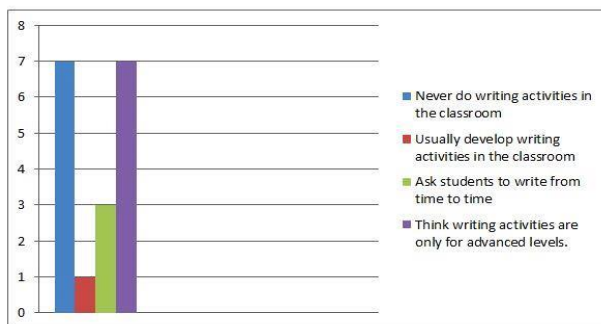 8
7
6
5
4
3
2
1
0
Never do writing activities in
the classroom
Usually develop writing
activities in the classroom
Ask students to write from
time to time
Think writing activities are
only for advanced levels.